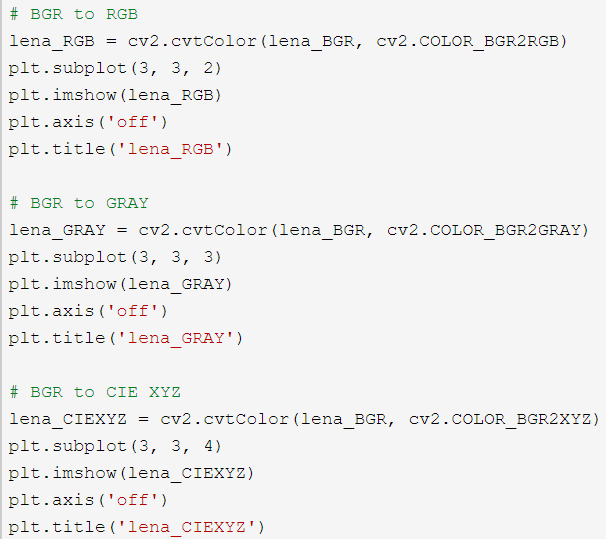 # BGR to RGB
lena_RGB = cv2.cvtColor(lena_BGR, cv2.COLOR_BGR2RGB)
plt.subplot(3, 3, 2)
plt.imshow(lena_RGB)
plt.axis('off')
plt.title('lena_RGB')

# BGR to GRAY
lena_GRAY = cv2.cvtColor(lena_BGR, cv2.COLOR_BGR2GRAY)
plt.subplot(3, 3, 3)
plt.imshow(lena_GRAY)
plt.axis('off')
plt.title('lena_GRAY')

# BGR to CIE XYZ
lena_CIEXYZ = cv2.cvtColor(lena_BGR, cv2.COLOR_BGR2XYZ)
plt.subplot(3, 3, 4)
plt.imshow(lena_CIEXYZ)
plt.axis('off')
plt.title('lena_CIEXYZ')